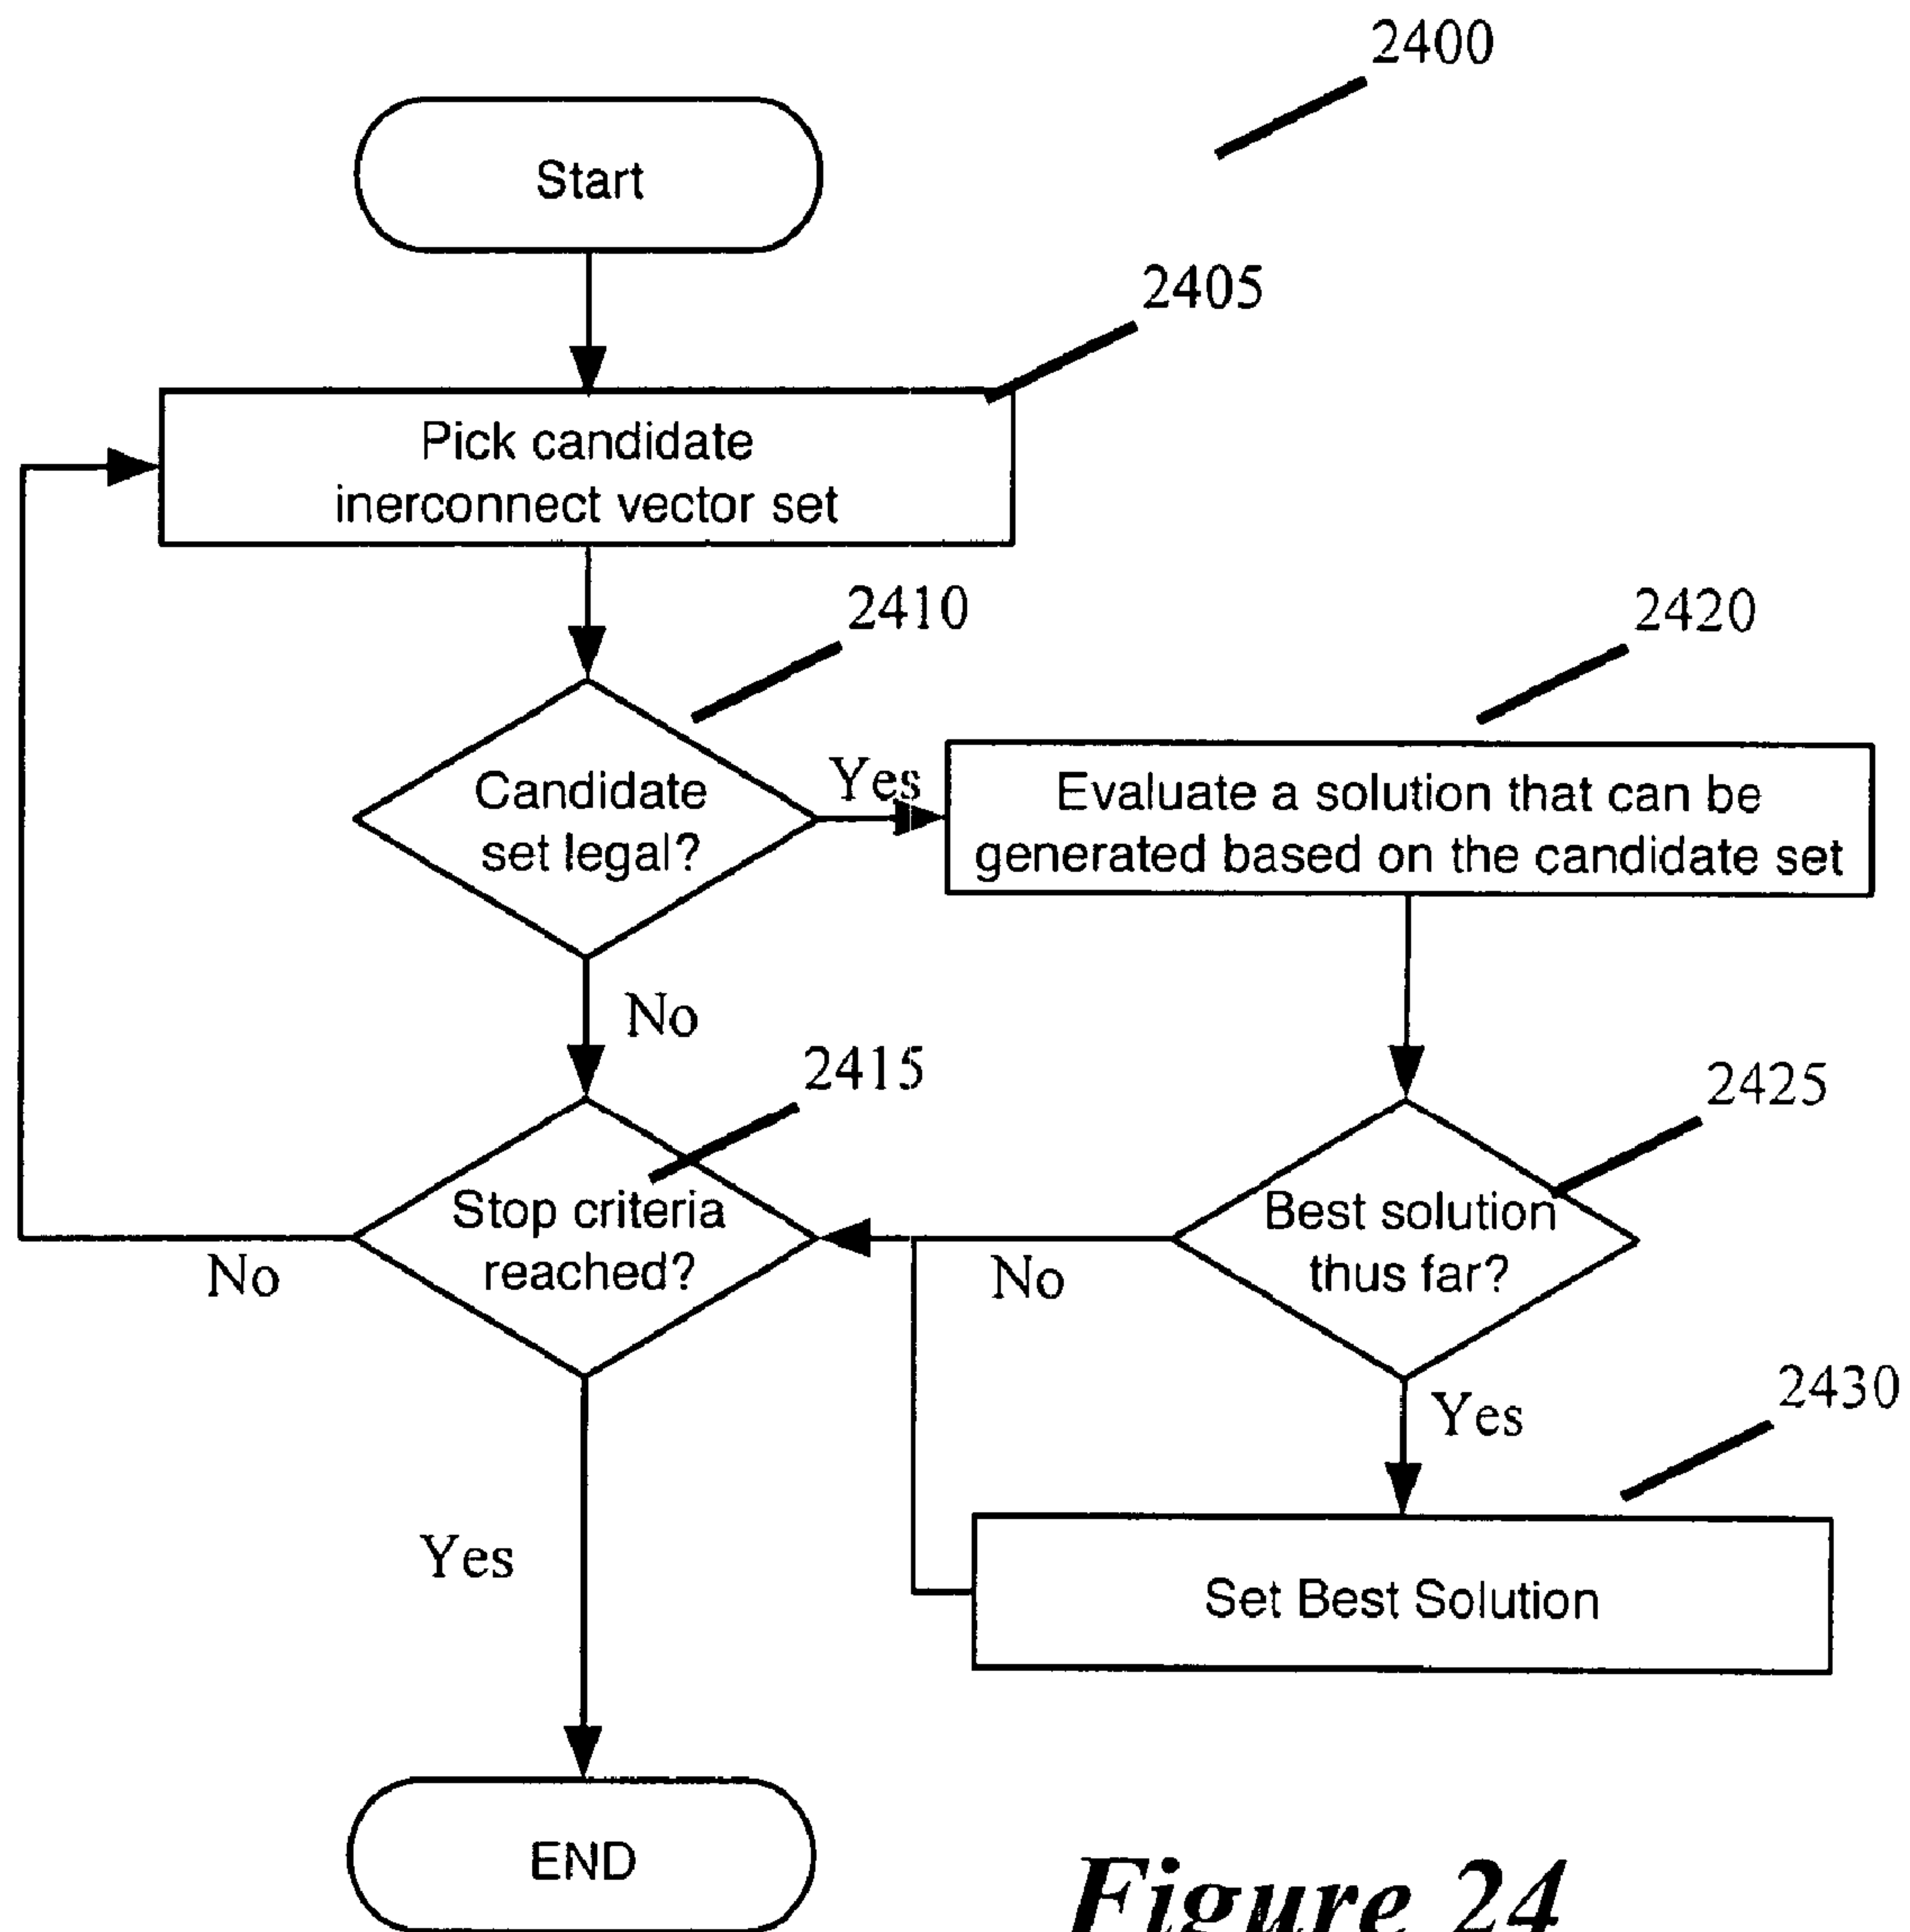 2400
Start
2405
Pick candidate
inerconnect vector set
2410
2420
Candidate
set legal?
Yes
Evaluate a solution that can be
generated based on the candidate set
No
2415
2425
Stop criteria
reached?
No
Best solution
thus far?
No
Yes
2430
Yes
Set Best Solution
END
Figure 24